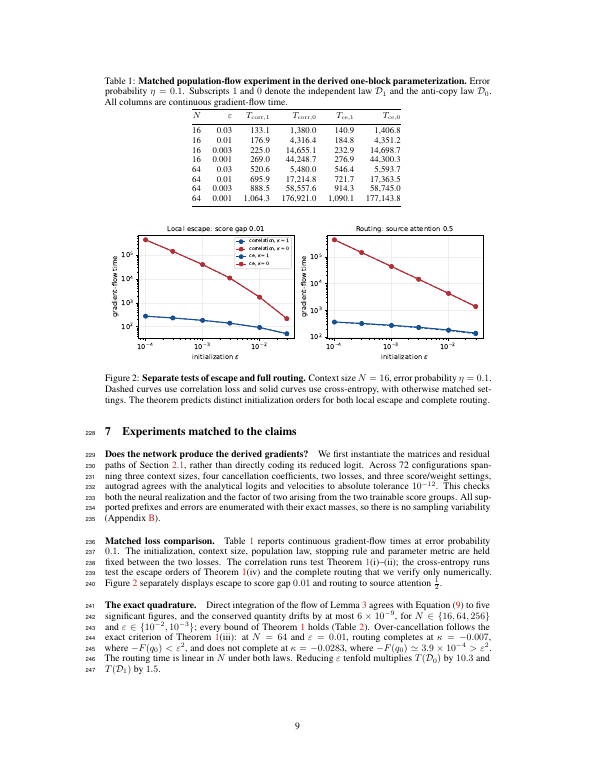 Table 1: Matched population-flow experiment in the derived one-block parameterization. Error
probability η = 0.1. Subscripts 1 and 0 denote the independent law D₁ and the anti-copy law D₀.
All columns are continuous gradient-flow time.
N ε T_corr,1 T_corr,0 T_ce,1 T_ce,0
16 0.03 133.1 1,380.0 140.9 1,406.8
16 0.01 176.9 4,316.4 184.8 4,351.2
16 0.003 225.0 14,655.1 232.9 14,698.7
16 0.001 269.0 44,248.7 276.9 44,300.3
64 0.03 520.6 5,480.0 546.4 5,593.7
64 0.01 695.9 17,214.8 721.7 17,363.5
64 0.003 888.5 58,557.6 914.3 58,745.0
64 0.001 1,064.3 176,921.0 1,090.1 177,143.8
Local escape: score gap 0.01
gradient-flow time
10⁵
10⁴
10³
10²
correlation, κ = 1
correlation, κ = 0
ce, κ = 1
ce, κ = 0
10⁻⁴ 10⁻³ 10⁻²
initialization ε
Routing: source attention 0.5
gradient-flow time
10⁵
10⁴
10³
10²
10⁻⁴ 10⁻³ 10⁻²
initialization ε
Figure 2: Separate tests of escape and full routing. Context size N = 16, error probability η = 0.1.
Dashed curves use correlation loss and solid curves use cross-entropy, with otherwise matched set-
tings. The theorem predicts distinct initialization orders for both local escape and complete routing.
228 7 Experiments matched to the claims
229 Does the network produce the derived gradients? We first instantiate the matrices and residual
230 paths of Section 2.1, rather than directly coding its reduced logit. Across 72 configurations span-
231 ning three context sizes, four cancellation coefficients, two losses, and three score/weight settings,
232 autograd agrees with the analytical logits and velocities to absolute tolerance 10⁻¹². This checks
233 both the neural realization and the factor of two arising from the two trainable score groups. All sup-
234 ported prefixes and errors are enumerated with their exact masses, so there is no sampling variability
235 (Appendix B).
236 Matched loss comparison. Table 1 reports continuous gradient-flow times at error probability
237 0.1. The initialization, context size, population law, stopping rule and parameter metric are held
238 fixed between the two losses. The correlation runs test Theorem 1(i)–(ii); the cross-entropy runs
239 test the escape orders of Theorem 1(iv) and the complete routing that we verify only numerically.
240 Figure 2 separately displays escape to score gap 0.01 and routing to source attention ½.
241 The exact quadrature. Direct integration of the flow of Lemma 3 agrees with Equation (9) to five
242 significant figures, and the conserved quantity drifts by at most 6 × 10⁻⁹, for N ∈ {16, 64, 256}
243 and ε ∈ {10⁻², 10⁻³}; every bound of Theorem 1 holds (Table 2). Over-cancellation follows the
244 exact criterion of Theorem 1(iii): at N = 64 and ε = 0.01, routing completes at κ = −0.007,
245 where −F(q₀) < ε², and does not complete at κ = −0.0283, where −F(q₀) ≃ 3.9 × 10⁻⁴ > ε².
246 The routing time is linear in N under both laws. Reducing ε tenfold multiplies T(D₀) by 10.3 and
247 T(D₁) by 1.5.
9